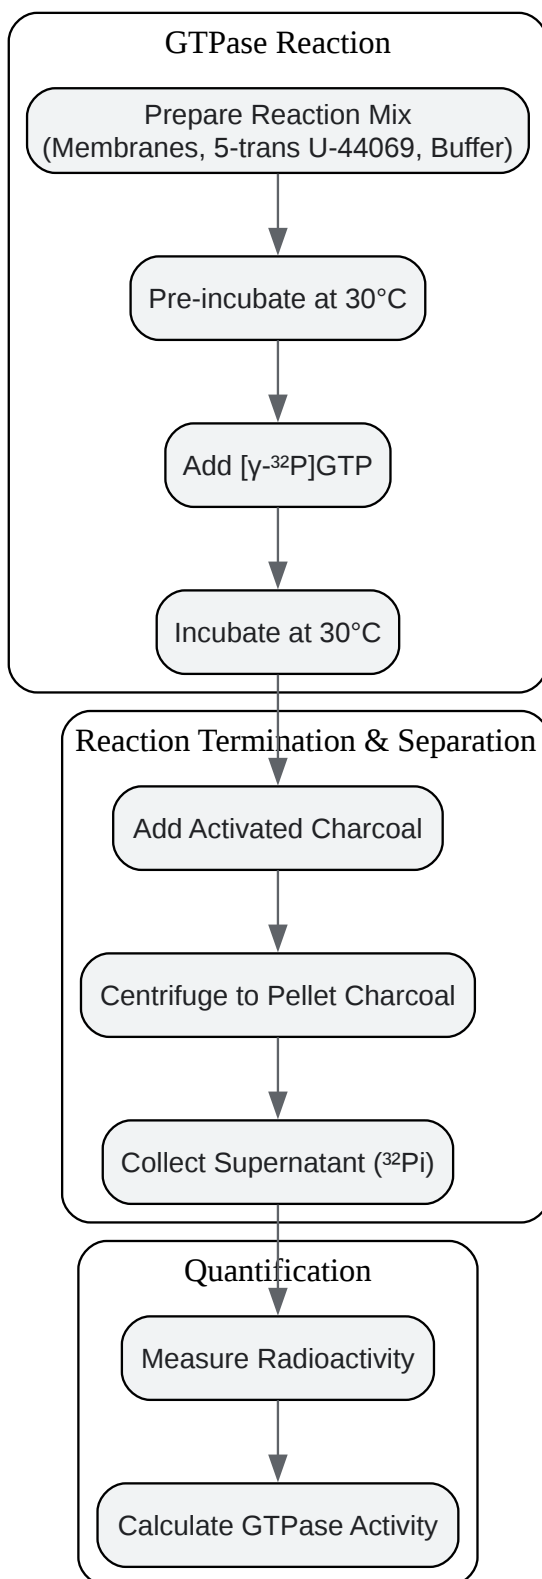 GTPase Reaction
Prepare Reaction Mix
(Membranes, 5-trans U-44069, Buffer)
Pre-incubate at 30°C
Add [γ-³²P]GTP
Incubate at 30°C
Reaction Termination & Separation
Add Activated Charcoal
Centrifuge to Pellet Charcoal
Collect Supernatant (³²Pi)
Quantification
Measure Radioactivity
Calculate GTPase Activity